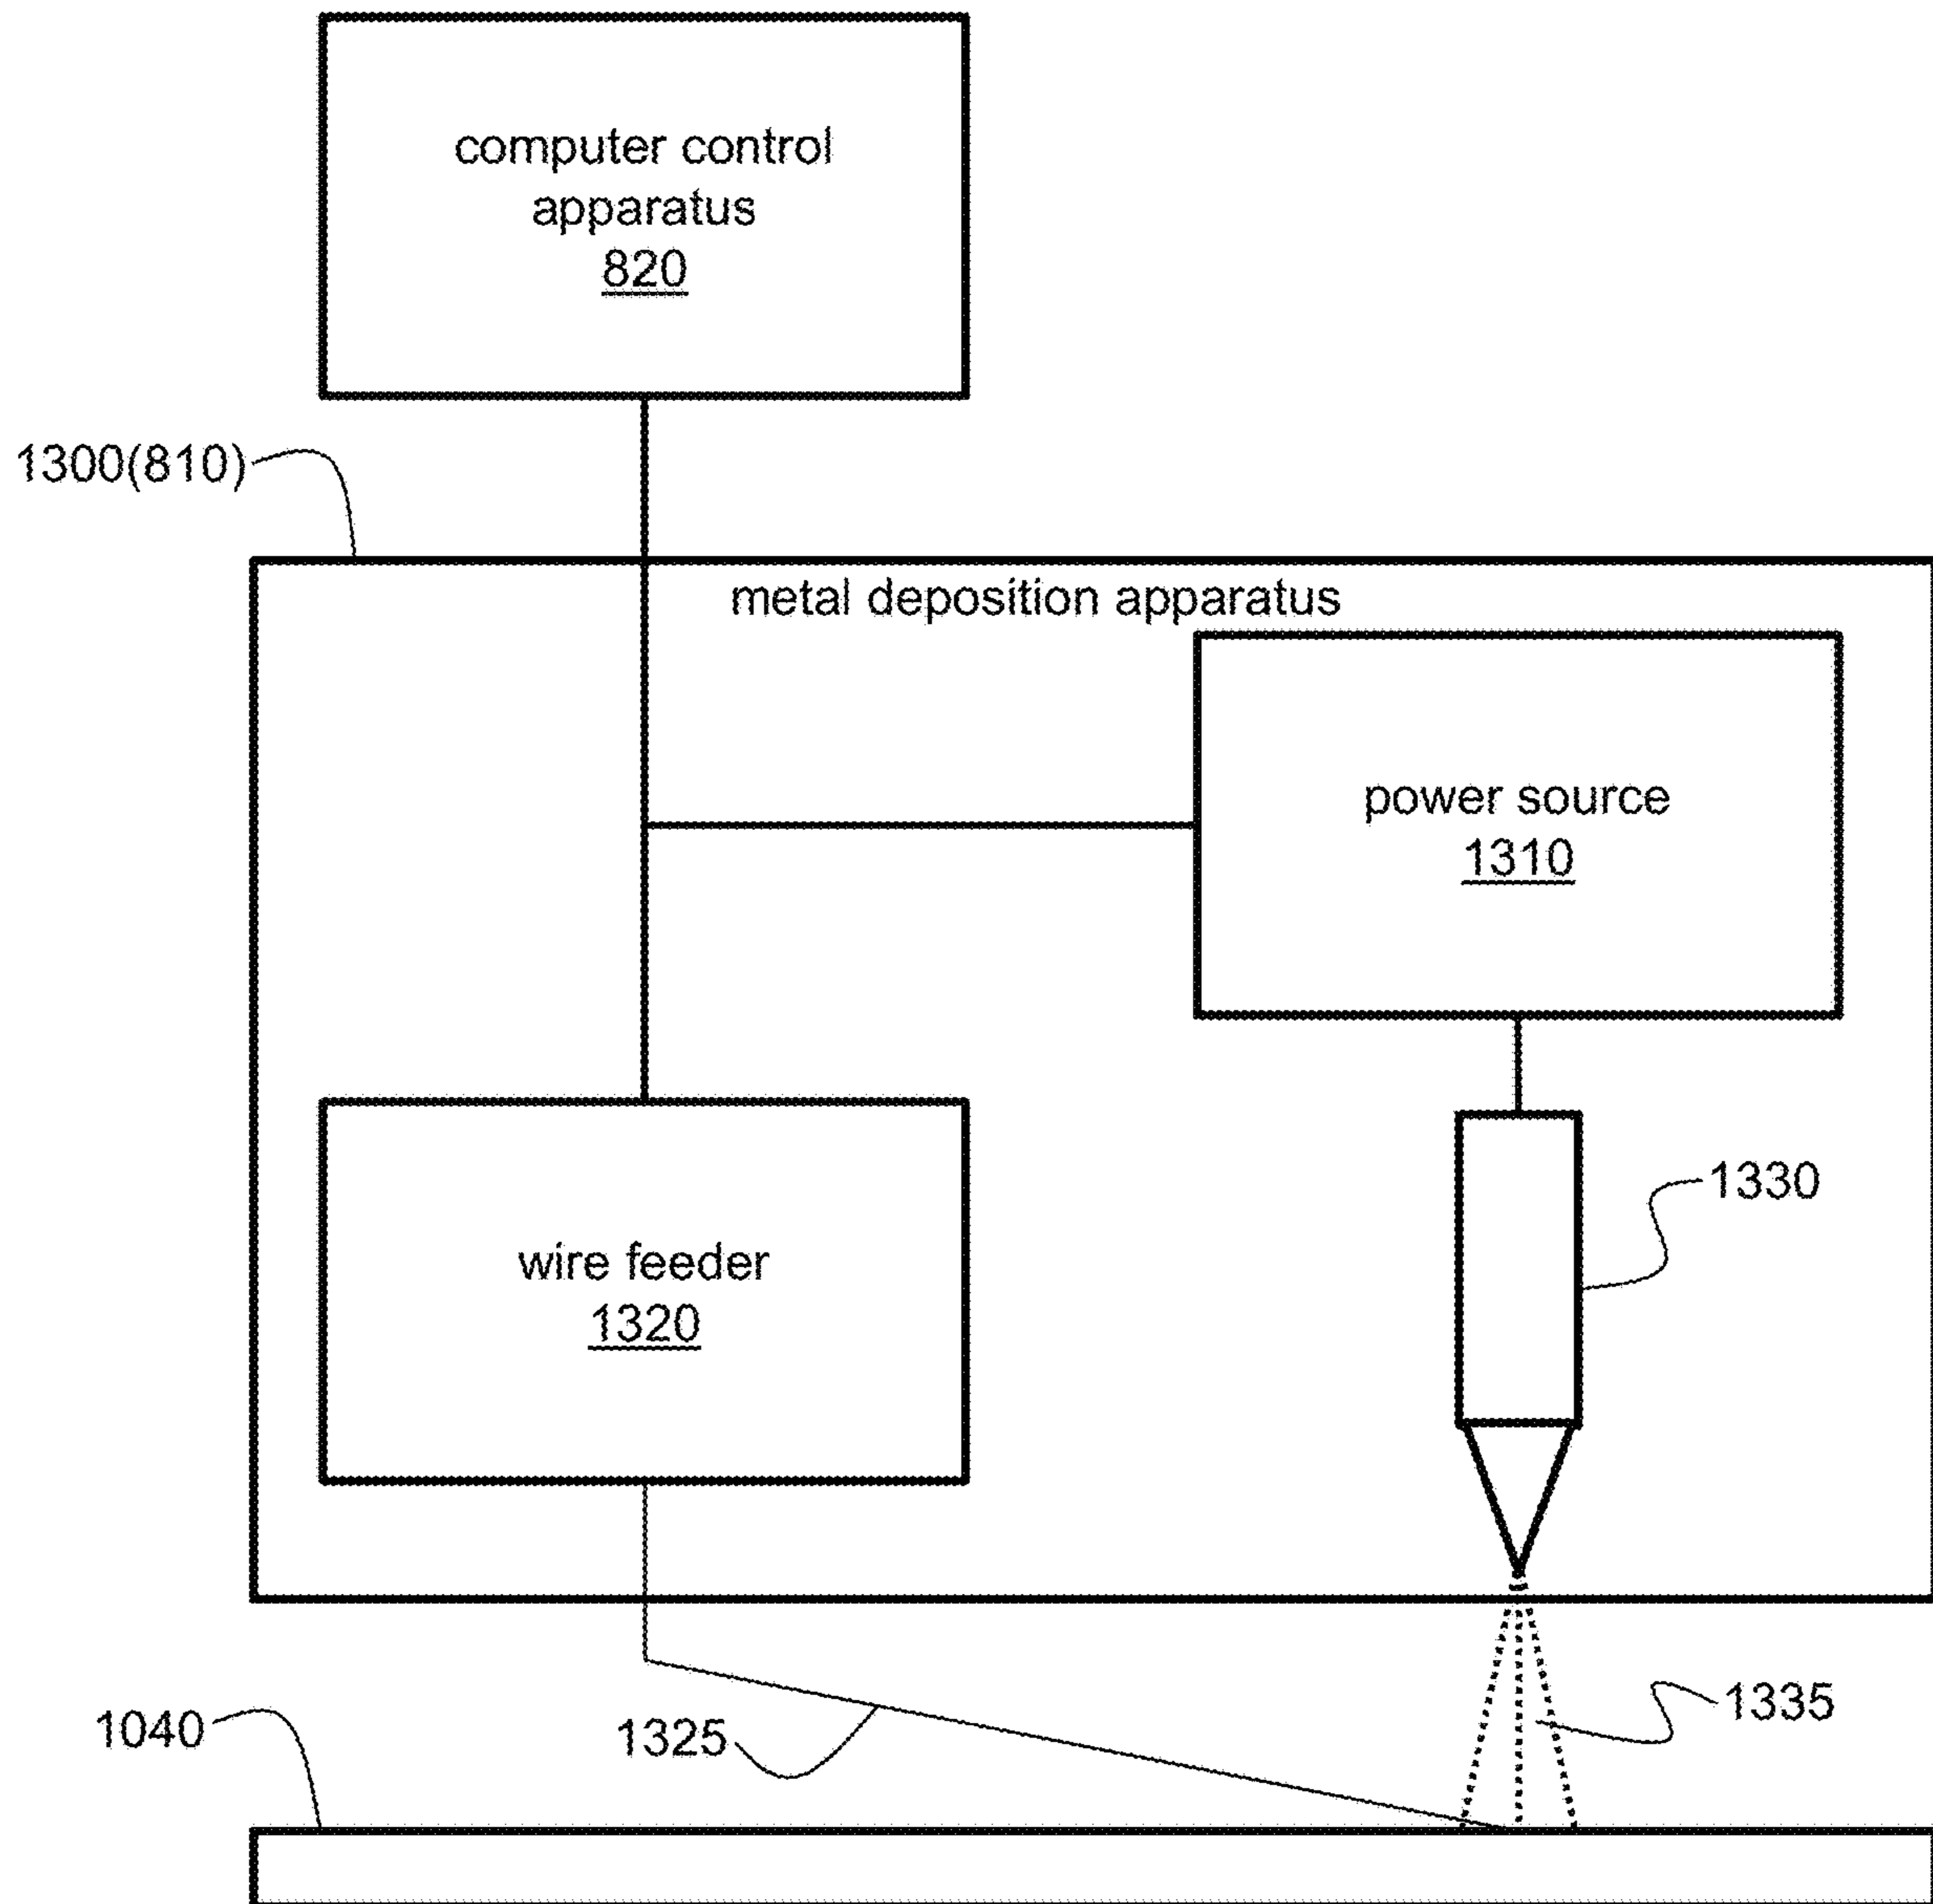 computer control
apparatus
820
1300(810)
metal deposition apparatus
power source
1310
1330
wire feeder
1320
1335
1040
1325